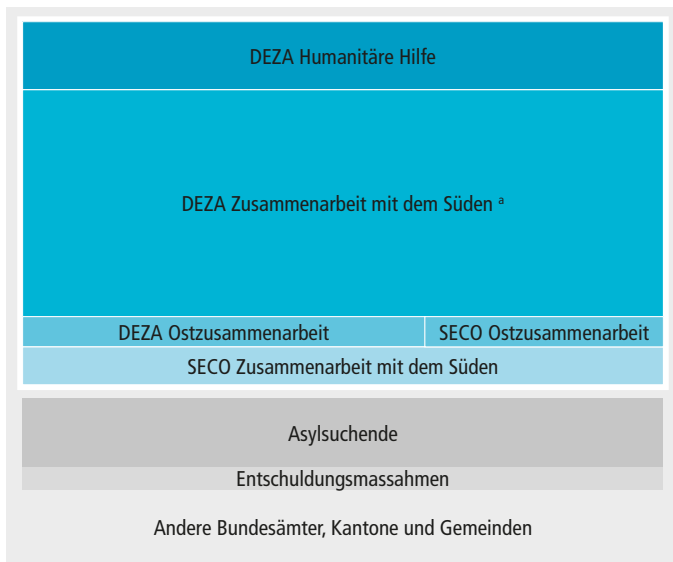 DEZA Humanitäre Hilfe
DEZA Zusammenarbeit mit dem Süden ª
DEZA Ostzusammenarbeit
SECO Ostzusammenarbeit
SECO Zusammenarbeit mit dem Süden
Asylsuchende
Entschuldungsmassahmen
Andere Bundesämter, Kantone und Gemeinden